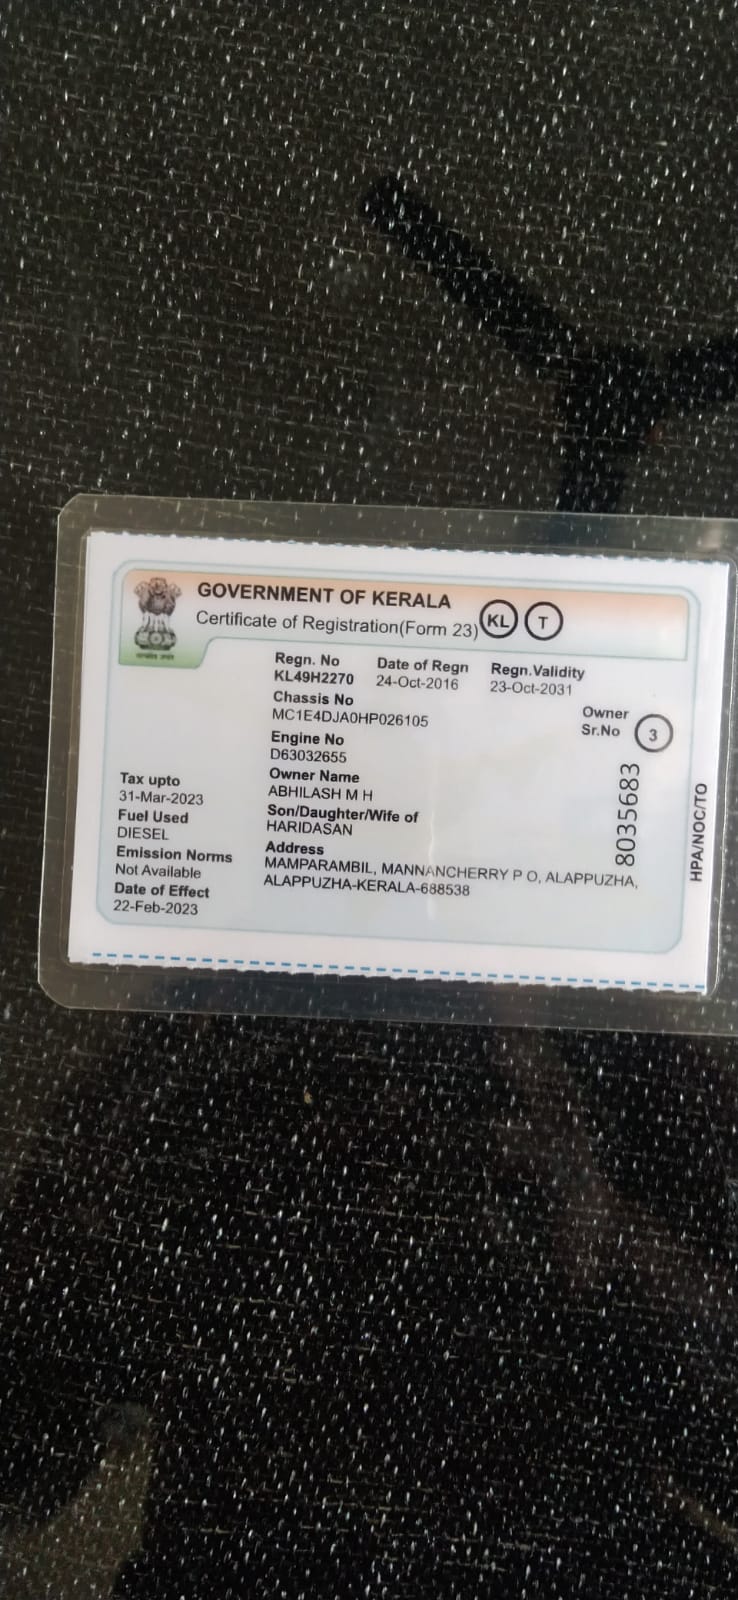 GOVERNMENT OF KERALA
Certificate of Registration(Form 23) KL T
Regn. No Date of Regn Regn.Validity
KL49H2270 24-Oct-2016 23-Oct-2031
Chassis No
MC1E4DJA0HP026105
Owner
Sr.No 3
Engine No
D63032655
Owner Name
ABHILASH M H
Son/Daughter/Wife of
HARIDASAN
Address
MAMPARAMBIL, MANNANCHERRY P O, ALAPPUZHA,
ALAPPUZHA-KERALA-688538
Tax upto
31-Mar-2023
Fuel Used
DIESEL
Emission Norms
Not Available
Date of Effect
22-Feb-2023
8035683
HPA/NOC/TO